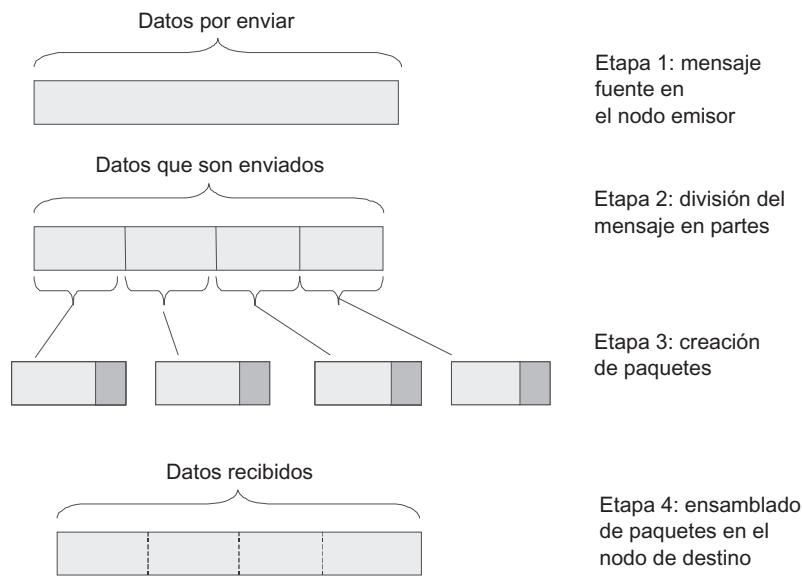 Datos por enviar
Etapa 1: mensaje
fuente en
el nodo emisor
Datos que son enviados
Etapa 2: división del
mensaje en partes
Etapa 3: creación
de paquetes
Datos recibidos
Etapa 4: ensamblado
de paquetes en el
nodo de destino